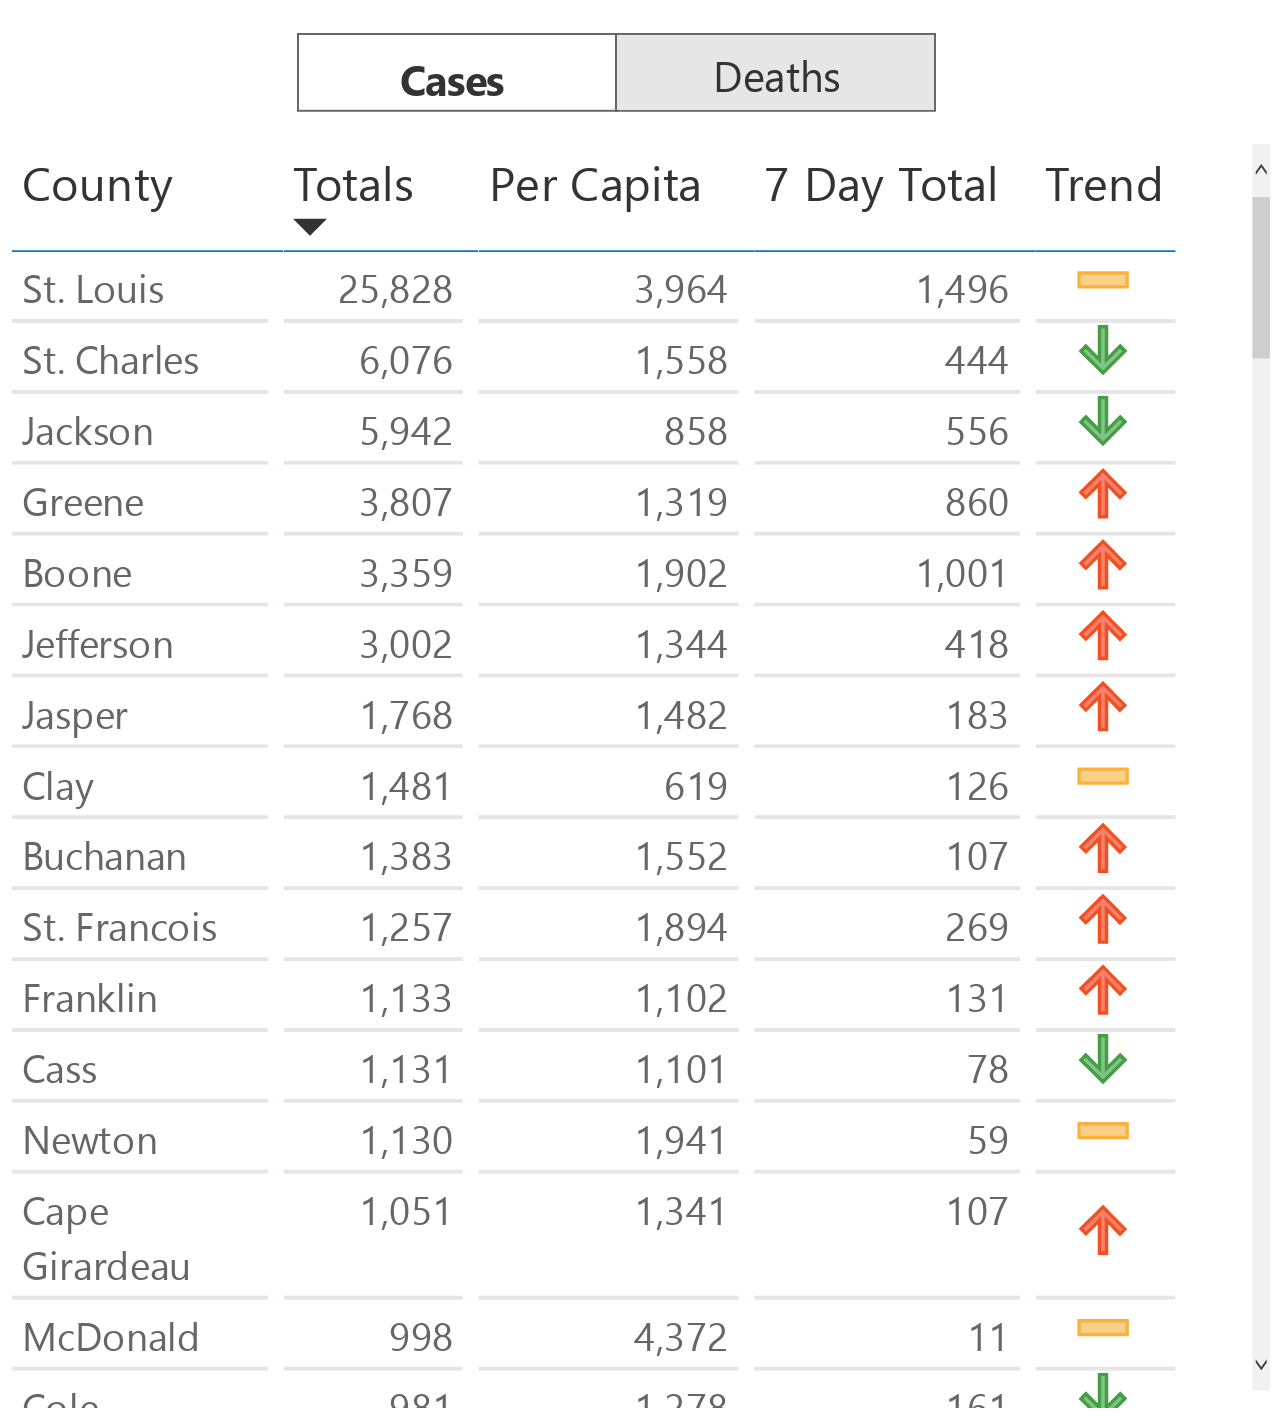 Cases Deaths
County Totals Per Capita 7 Day Total Trend
St. Louis 25,828 3,964 1,496
St. Charles 6,076 1,558 444
Jackson 5,942 858 556
Greene 3,807 1,319 860
Boone 3,359 1,902 1,001
Jefferson 3,002 1,344 418
Jasper 1,768 1,482 183
Clay 1,481 619 126
Buchanan 1,383 1,552 107
St. Francois 1,257 1,894 269
Franklin 1,133 1,102 131
Cass 1,131 1,101 78
Newton 1,130 1,941 59
Cape 1,051 1,341 107
Girardeau
McDonald 998 4,372 11
Cole 981 1,278 161